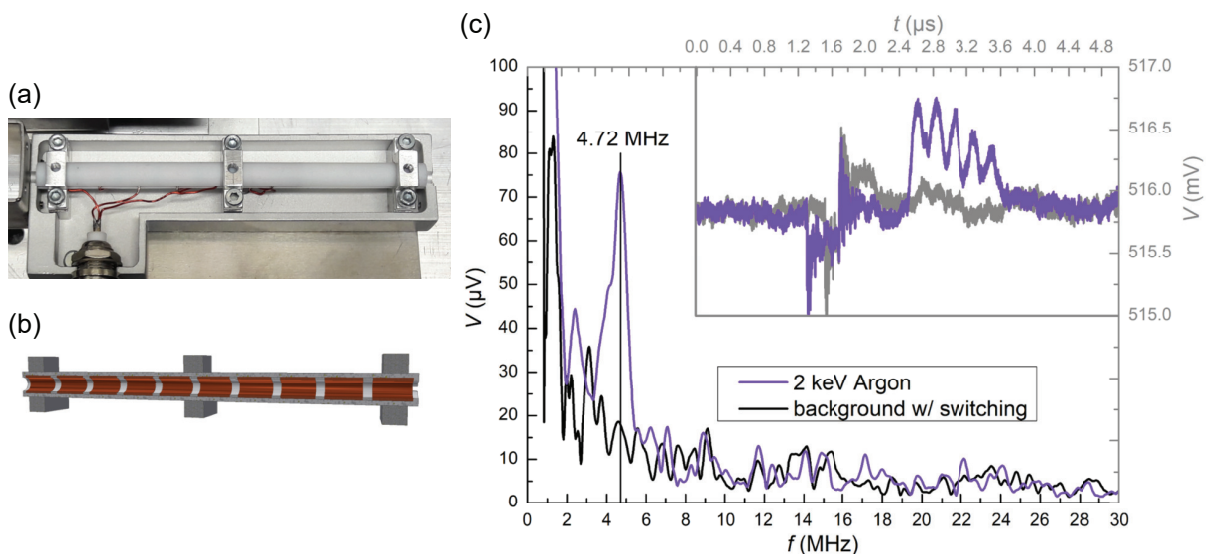 (a)
(b)
(c)
t (µs)
0.0 0.4 0.8 1.2 1.6 2.0 2.4 2.8 3.2 3.6 4.0 4.4 4.8
517.0
516.5
516.0
515.5
515.0
V (mV)
100
90
80
70
60
50
40
30
20
10
0
V (µV)
4.72 MHz
2 keV Argon
background w/ switching
0 2 4 6 8 10 12 14 16 18 20 22 24 26 28 30
f (MHz)